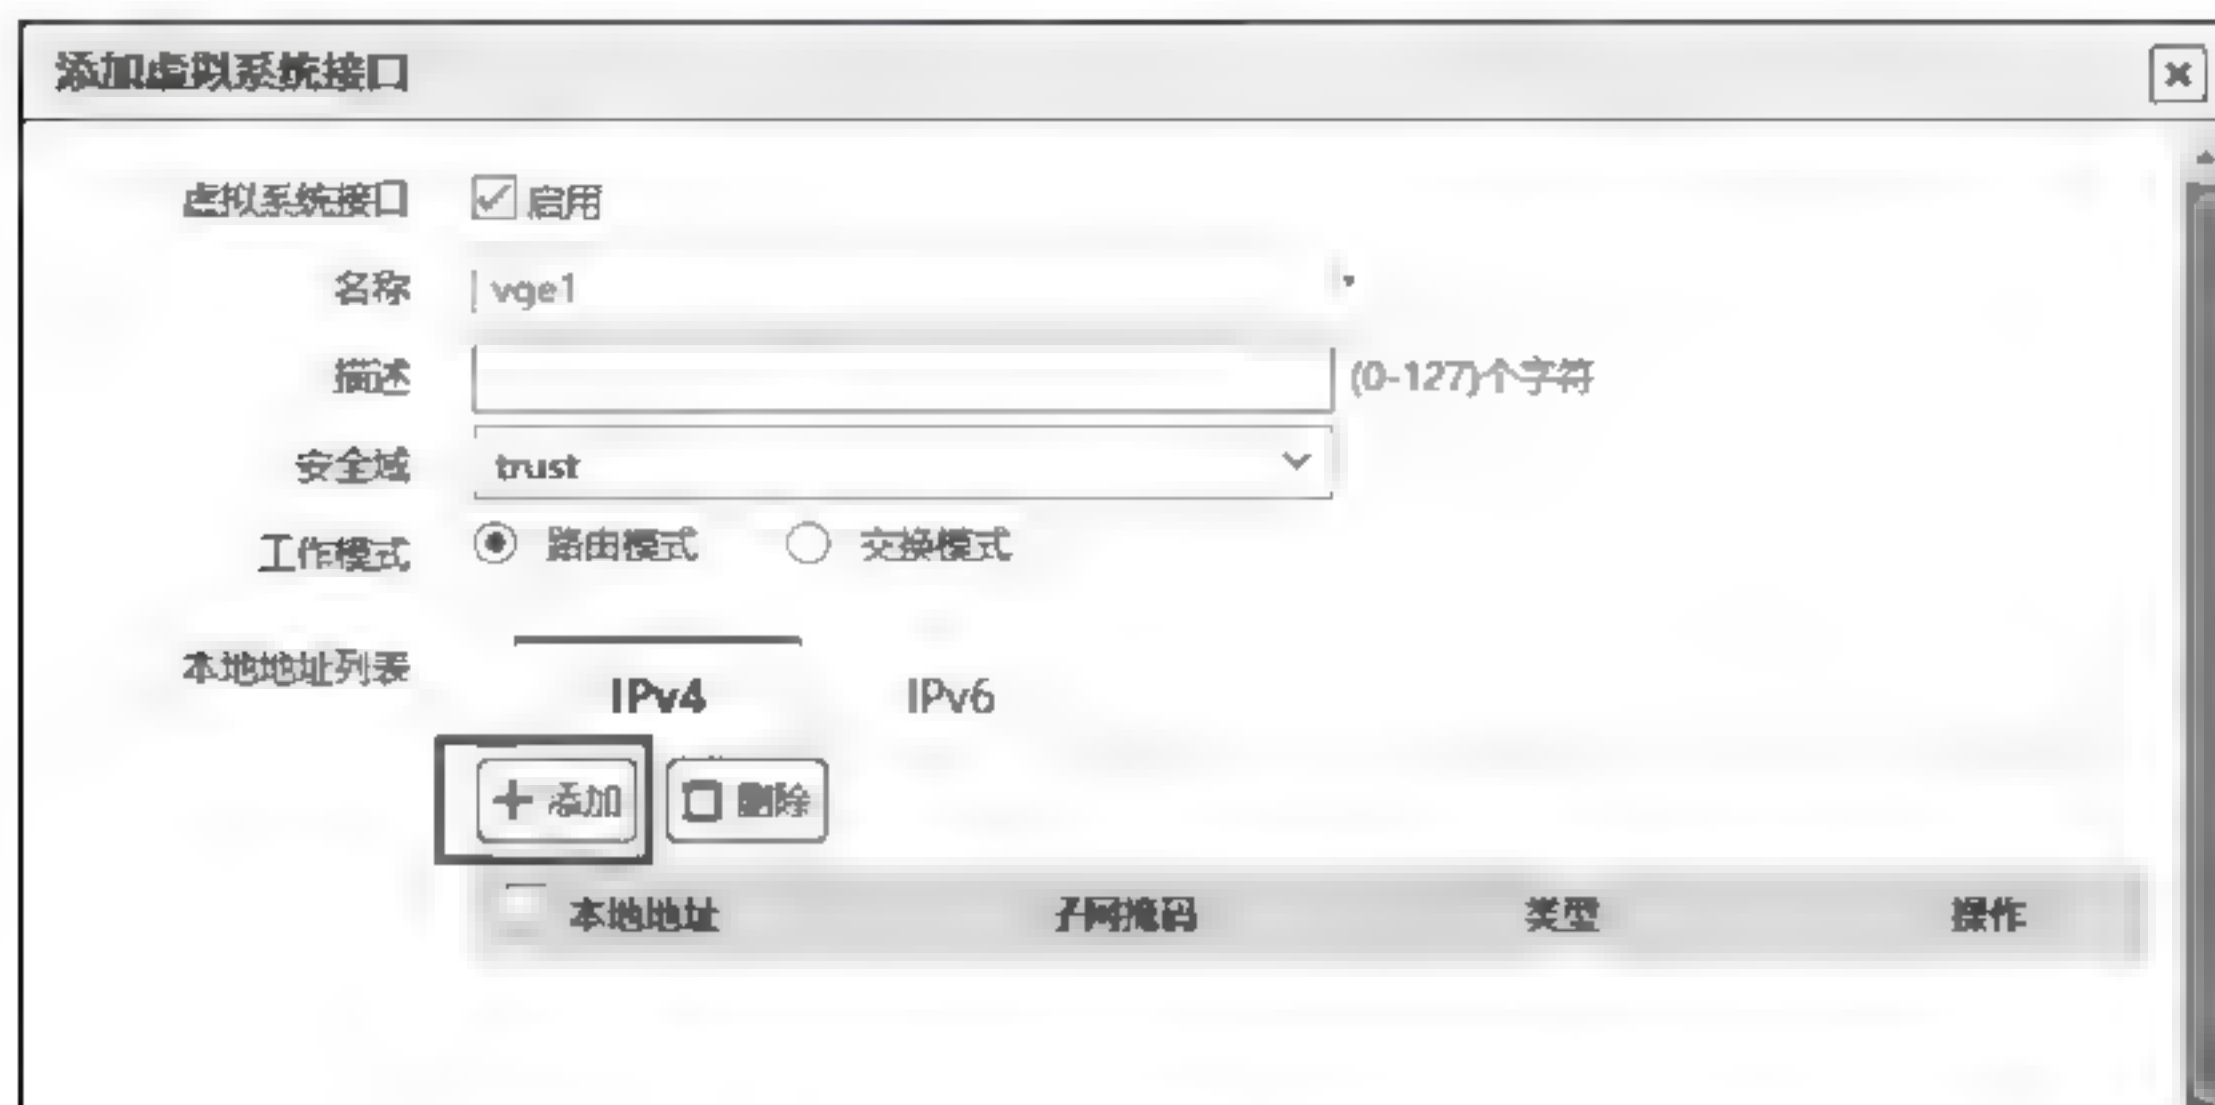 添加虚拟系统接口
虚拟系统接口 启用
名称 vge1
描述 (0-127)个字符
安全域 trust
工作模式 路由模式 交换模式
本地地址列表 IPv4 IPv6
添加 删除
本地地址 子网掩码 类型 操作